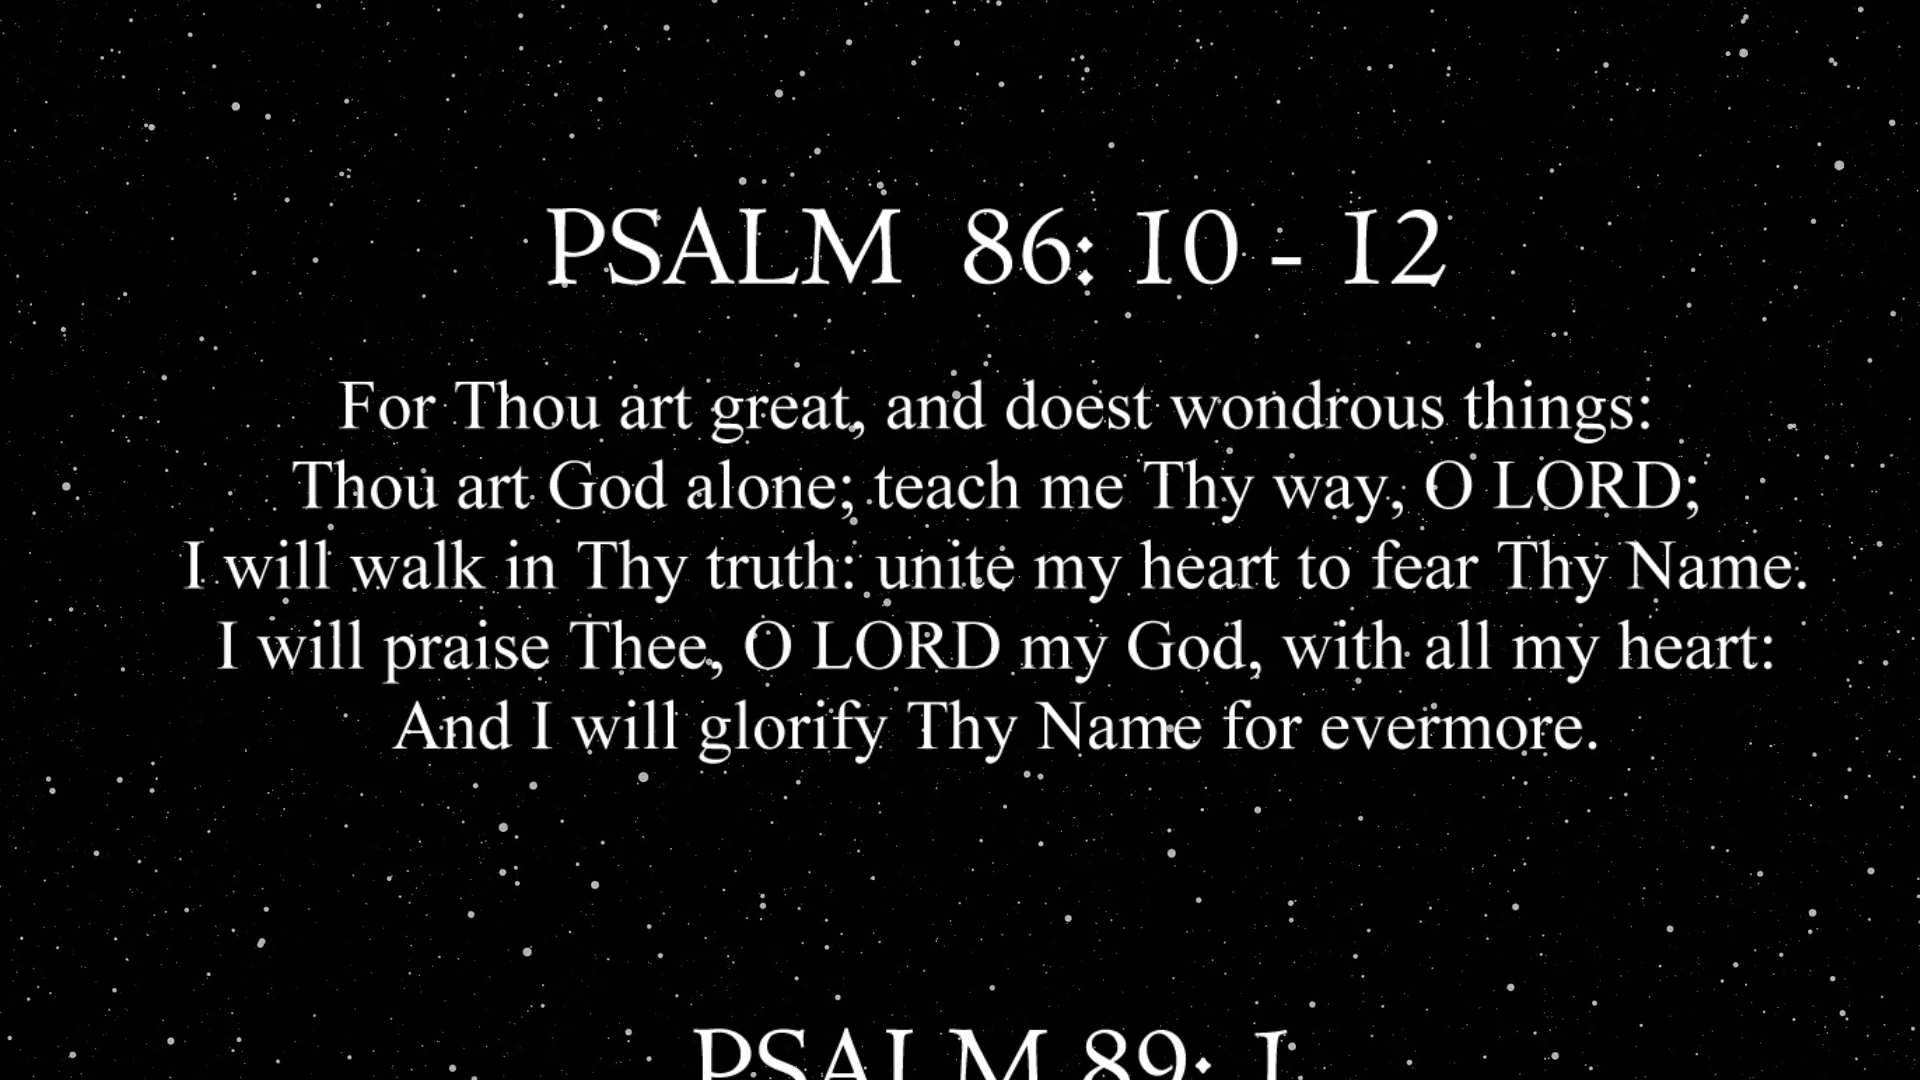 PSALM 86: 10 - 12
For Thou art great, and doest wondrous things:
Thou art God alone; teach me Thy way, O LORD;
I will walk in Thy truth: unite my heart to fear Thy Name.
I will praise Thee, O LORD my God, with all my heart:
And I will glorify Thy Name for evermore.
PSALM 89: 1